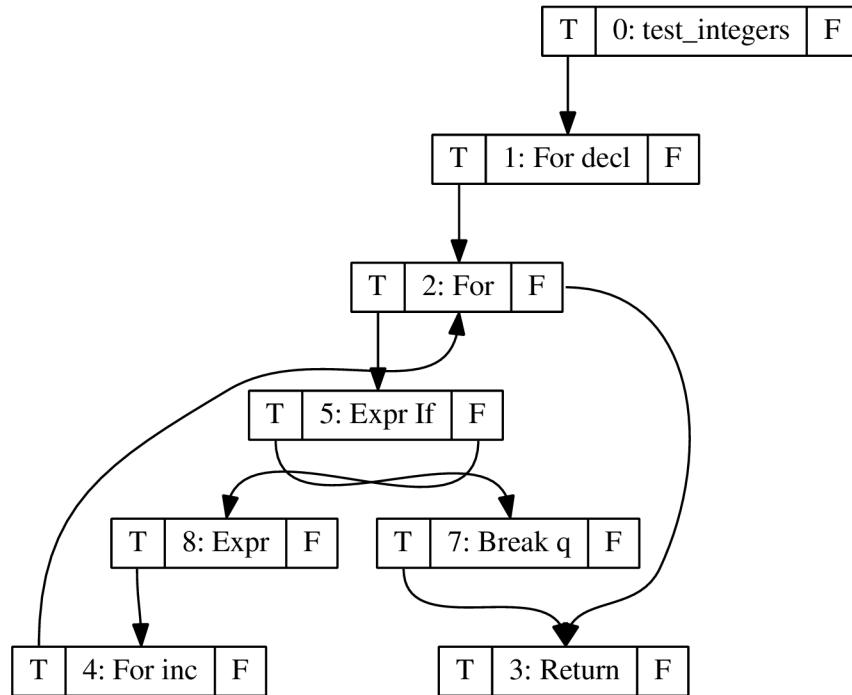 T 0: test_integers F
T 1: For decl F
T 2: For F
T 5: Expr If F
T 8: Expr F T 7: Break q F
T 4: For inc F T 3: Return F